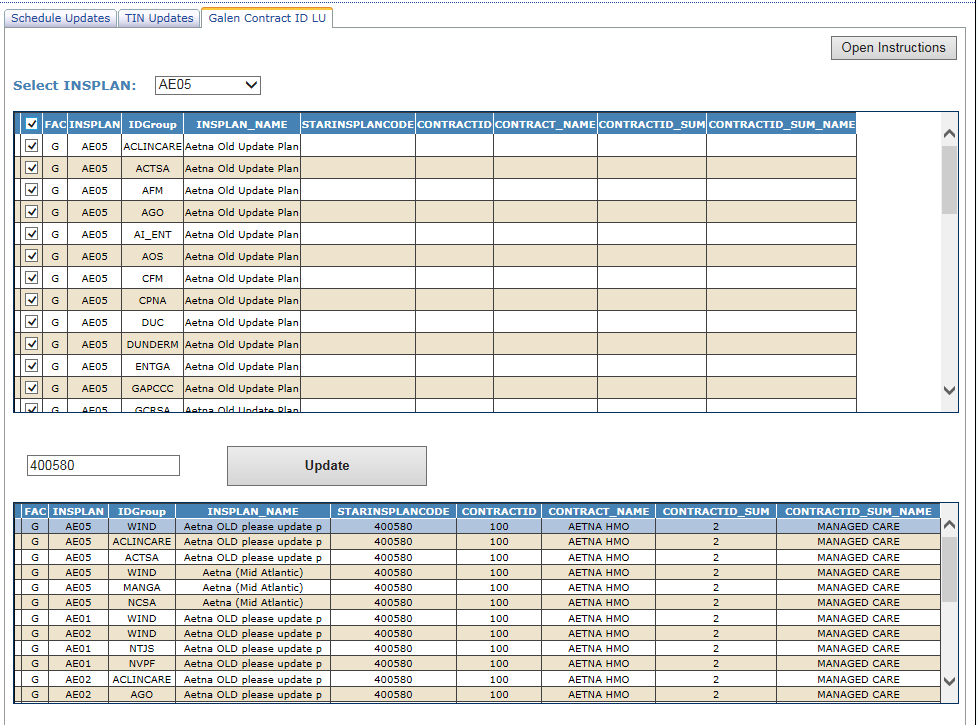 Schedule Updates TIN Updates Galen Contract ID LU
Open Instructions
Select INSPLAN: AE05
FAC INSPLAN IDGroup INSPLAN_NAME STARINSPLANCODE CONTRACTID CONTRACT_NAME CONTRACTID_SUM CONTRACTID_SUM_NAME
G AE05 ACLINCARE Aetna Old Update Plan
G AE05 ACTSA Aetna Old Update Plan
G AE05 AFM Aetna Old Update Plan
G AE05 AGO Aetna Old Update Plan
G AE05 AI_ENT Aetna Old Update Plan
G AE05 AOS Aetna Old Update Plan
G AE05 CFM Aetna Old Update Plan
G AE05 CPNA Aetna Old Update Plan
G AE05 DUC Aetna Old Update Plan
G AE05 DUNDERM Aetna Old Update Plan
G AE05 ENTGA Aetna Old Update Plan
G AE05 GAPCCC Aetna Old Update Plan
G AE05 GCRSA Aetna Old Update Plan
400580 Update
FAC INSPLAN IDGroup INSPLAN_NAME STARINSPLANCODE CONTRACTID CONTRACT_NAME CONTRACTID_SUM CONTRACTID_SUM_NAME
G AE05 WIND Aetna OLD please update p 400580 100 AETNA HMO 2 MANAGED CARE
G AE05 ACLINCARE Aetna OLD please update p 400580 100 AETNA HMO 2 MANAGED CARE
G AE05 ACTSA Aetna OLD please update p 400580 100 AETNA HMO 2 MANAGED CARE
G AE05 WIND Aetna (Mid Atlantic) 400580 100 AETNA HMO 2 MANAGED CARE
G AE05 MANGA Aetna (Mid Atlantic) 400580 100 AETNA HMO 2 MANAGED CARE
G AE05 NCSA Aetna (Mid Atlantic) 400580 100 AETNA HMO 2 MANAGED CARE
G AE01 WIND Aetna OLD please update p 400580 100 AETNA HMO 2 MANAGED CARE
G AE02 WIND Aetna OLD please update p 400580 100 AETNA HMO 2 MANAGED CARE
G AE01 NTJS Aetna OLD please update p 400580 100 AETNA HMO 2 MANAGED CARE
G AE01 NVPF Aetna OLD please update p 400580 100 AETNA HMO 2 MANAGED CARE
G AE02 ACLINCARE Aetna OLD please update p 400580 100 AETNA HMO 2 MANAGED CARE
G AE02 AGO Aetna OLD please update p 400580 100 AETNA HMO 2 MANAGED CARE